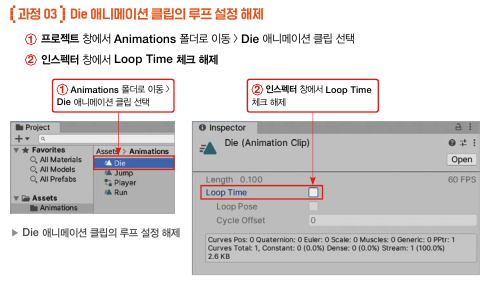 과정 03 Die 애니메이션 클립의 루프 설정 해제
① 프로젝트 창에서 Animations 폴더로 이동 > Die 애니메이션 클립 선택
② 인스펙터 창에서 Loop Time 체크 해제
① Animations 폴더로 이동 >
Die 애니메이션 클립 선택
② 인스펙터 창에서 Loop Time
체크 해제
Project
Favorites
All Materials
All Models
All Prefabs
Assets
Animations
Assets > Animations
Die
Jump
Player
Run
▶ Die 애니메이션 클립의 루프 설정 해제
Inspector
Die (Animation Clip)
Open
Length 0.100 60 FPS
Loop Time
Loop Pose
Cycle Offset 0
Curves Pos: 0 Quaternion: 0 Euler: 0 Scale: 0 Muscles: 0 Generic: 0 PPtr: 1
Curves Total: 1, Constant: 0 (0.0%) Dense: 0 (0.0%) Stream: 1 (100.0%)
2.6 KB